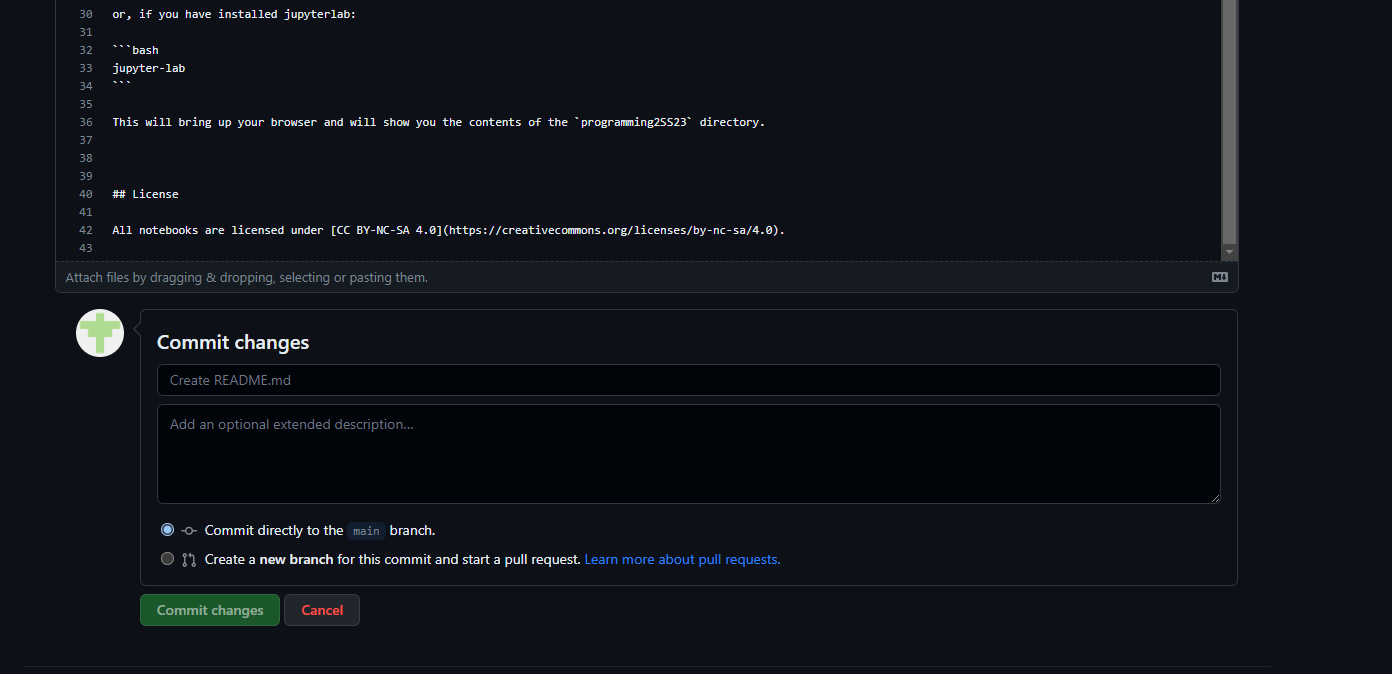 30 or, if you have installed jupyterlab:
31
32 ```bash
33 jupyter-lab
34 ```
35
36 This will bring up your browser and will show you the contents of the `programming2SS23` directory.
37
38
39
40 ## License
41
42 All notebooks are licensed under [CC BY-NC-SA 4.0](https://creativecommons.org/licenses/by-nc-sa/4.0).
43
Attach files by dragging & dropping, selecting or pasting them.
Commit changes
Create README.md
Add an optional extended description...
Commit directly to the main branch.
Create a new branch for this commit and start a pull request. Learn more about pull requests.
Commit changes Cancel